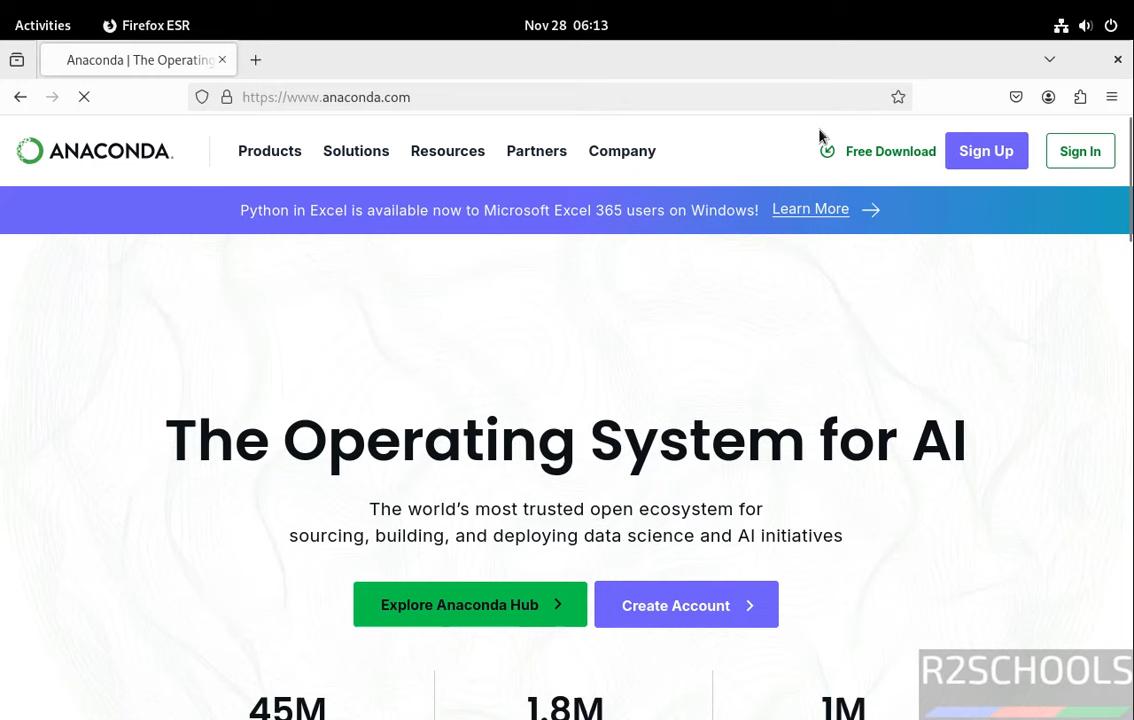 Activities
Firefox ESR
Nov 28 06:13
Anaconda | The Operating
https://www.anaconda.com
ANACONDA.
Products
Solutions
Resources
Partners
Company
Free Download
Sign Up
Sign In
Python in Excel is available now to Microsoft Excel 365 users on Windows! Learn More
The Operating System for AI
The world's most trusted open ecosystem for
sourcing, building, and deploying data science and AI initiatives
Explore Anaconda Hub
Create Account
45M
1.8M
1M
R2SCHOOLS